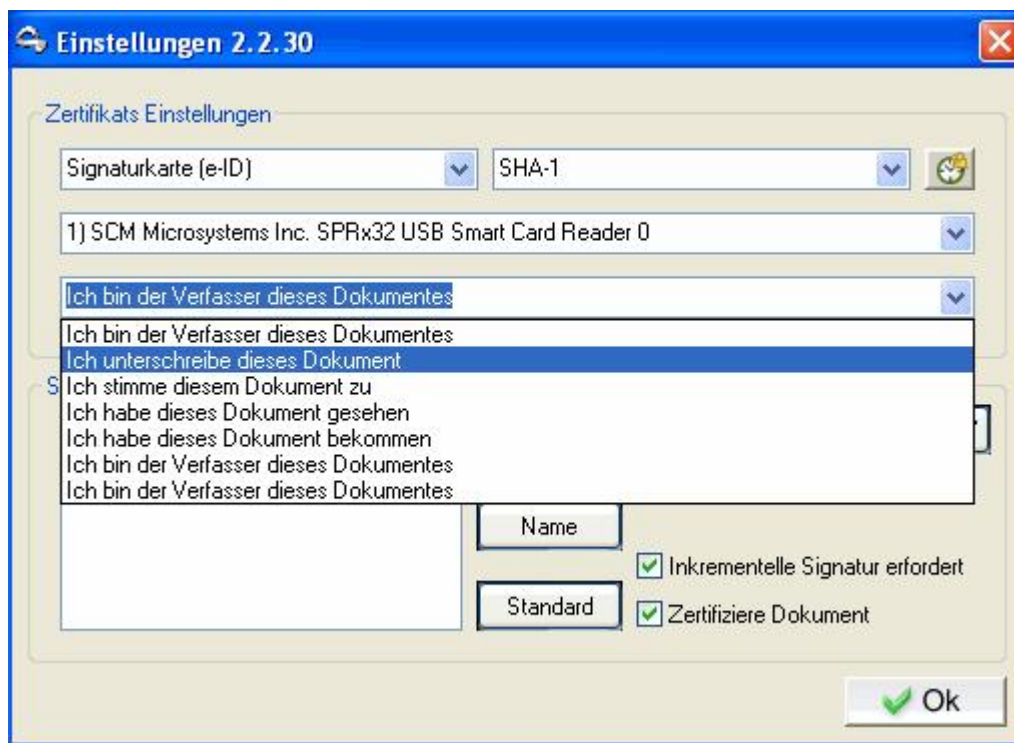 Einstellungen 2.2.30
Zertifikats Einstellungen
Signaturkarte (e-ID) SHA-1
1) SCM Microsystems Inc. SPRx32 USB Smart Card Reader 0
Ich bin der Verfasser dieses Dokumentes
Ich bin der Verfasser dieses Dokumentes
Ich unterschreibe dieses Dokument
Ich stimme diesem Dokument zu
Ich habe dieses Dokument gesehen
Ich habe dieses Dokument bekommen
Ich bin der Verfasser dieses Dokumentes
Ich bin der Verfasser dieses Dokumentes
Name
Inkrementelle Signatur erfordert
Standard
Zertifiziere Dokument
Ok